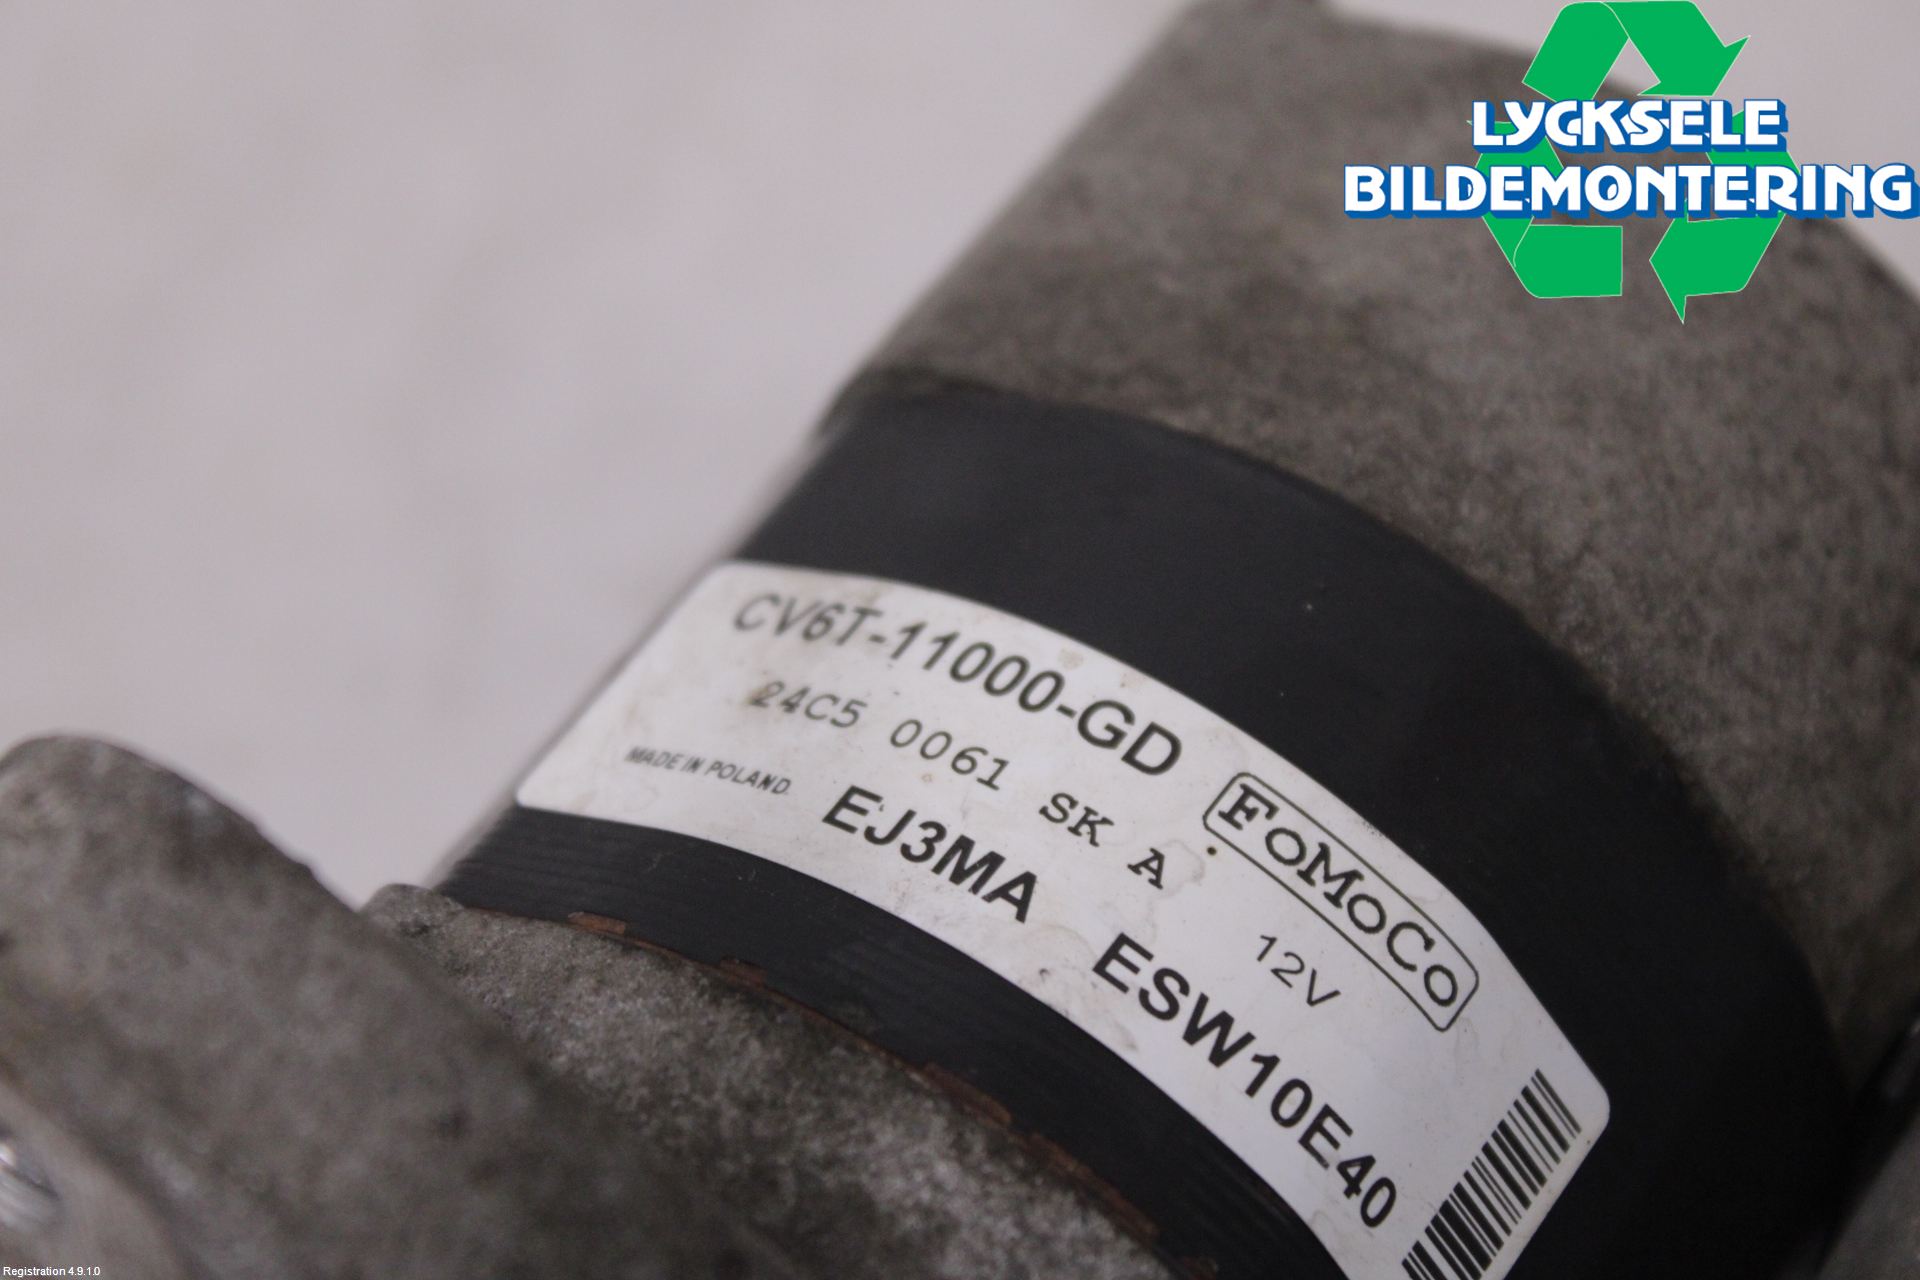 LYCKSELE
BILDEMONTERING
CV6T-11000-GD
24C5 0061 SK A
FoMoCo
MADE IN POLAND.
EJ3MA ESW10E40
12V
Registration 4.9.1.0